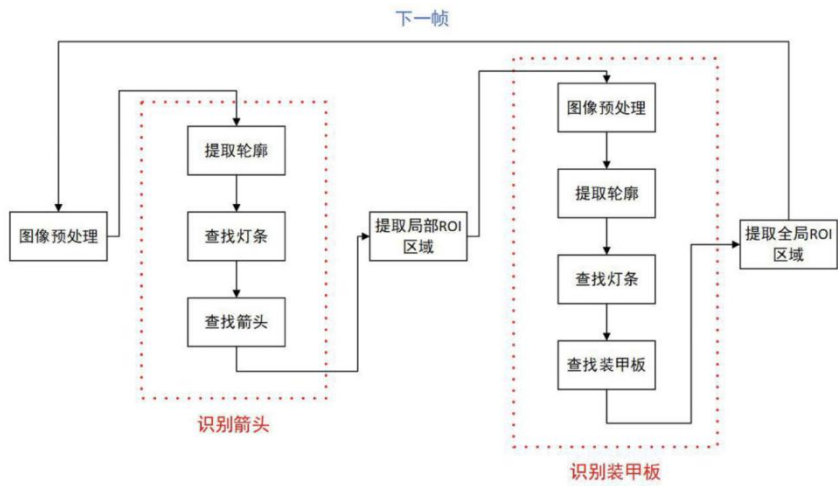 下一帧
图像预处理
提取轮廓
查找灯条
查找箭头
识别箭头
提取局部ROI
区域
图像预处理
提取轮廓
查找灯条
查找装甲板
识别装甲板
提取全局ROI
区域